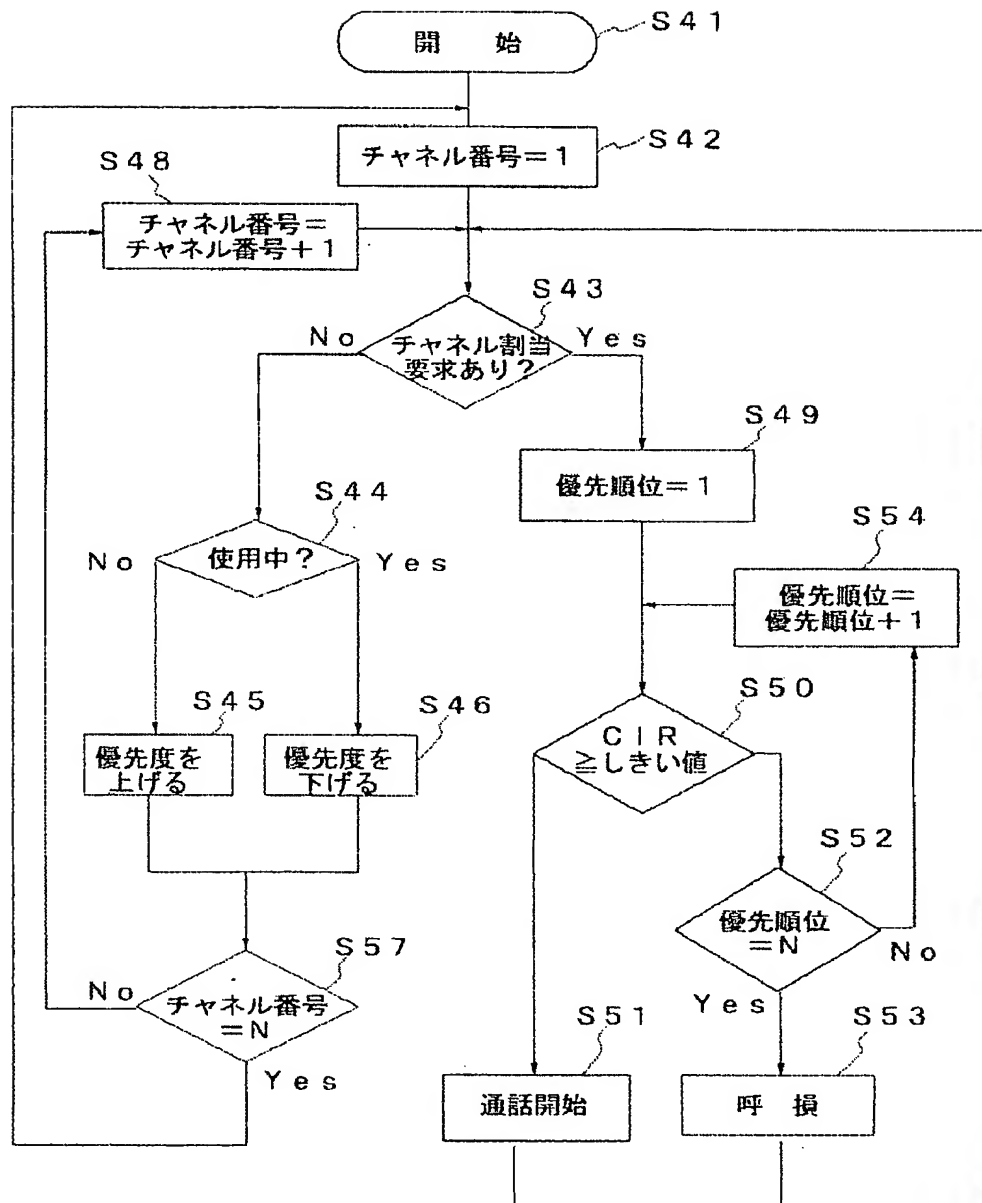 S41
開 始
S42
チャネル番号=1
S48
チャネル番号=
チャネル番号+1
S43
No
Yes
チャネル割当
要求あり?
S49
優先順位=1
S44
No
使用中?
Yes
S54
優先順位=
優先順位+1
S45
優先度を
上げる
S46
優先度を
下げる
S50
CIR
≧しきい値
S52
優先順位
=N
No
Yes
S57
No
チャネル番号
=N
Yes
S51
通話開始
S53
呼 損